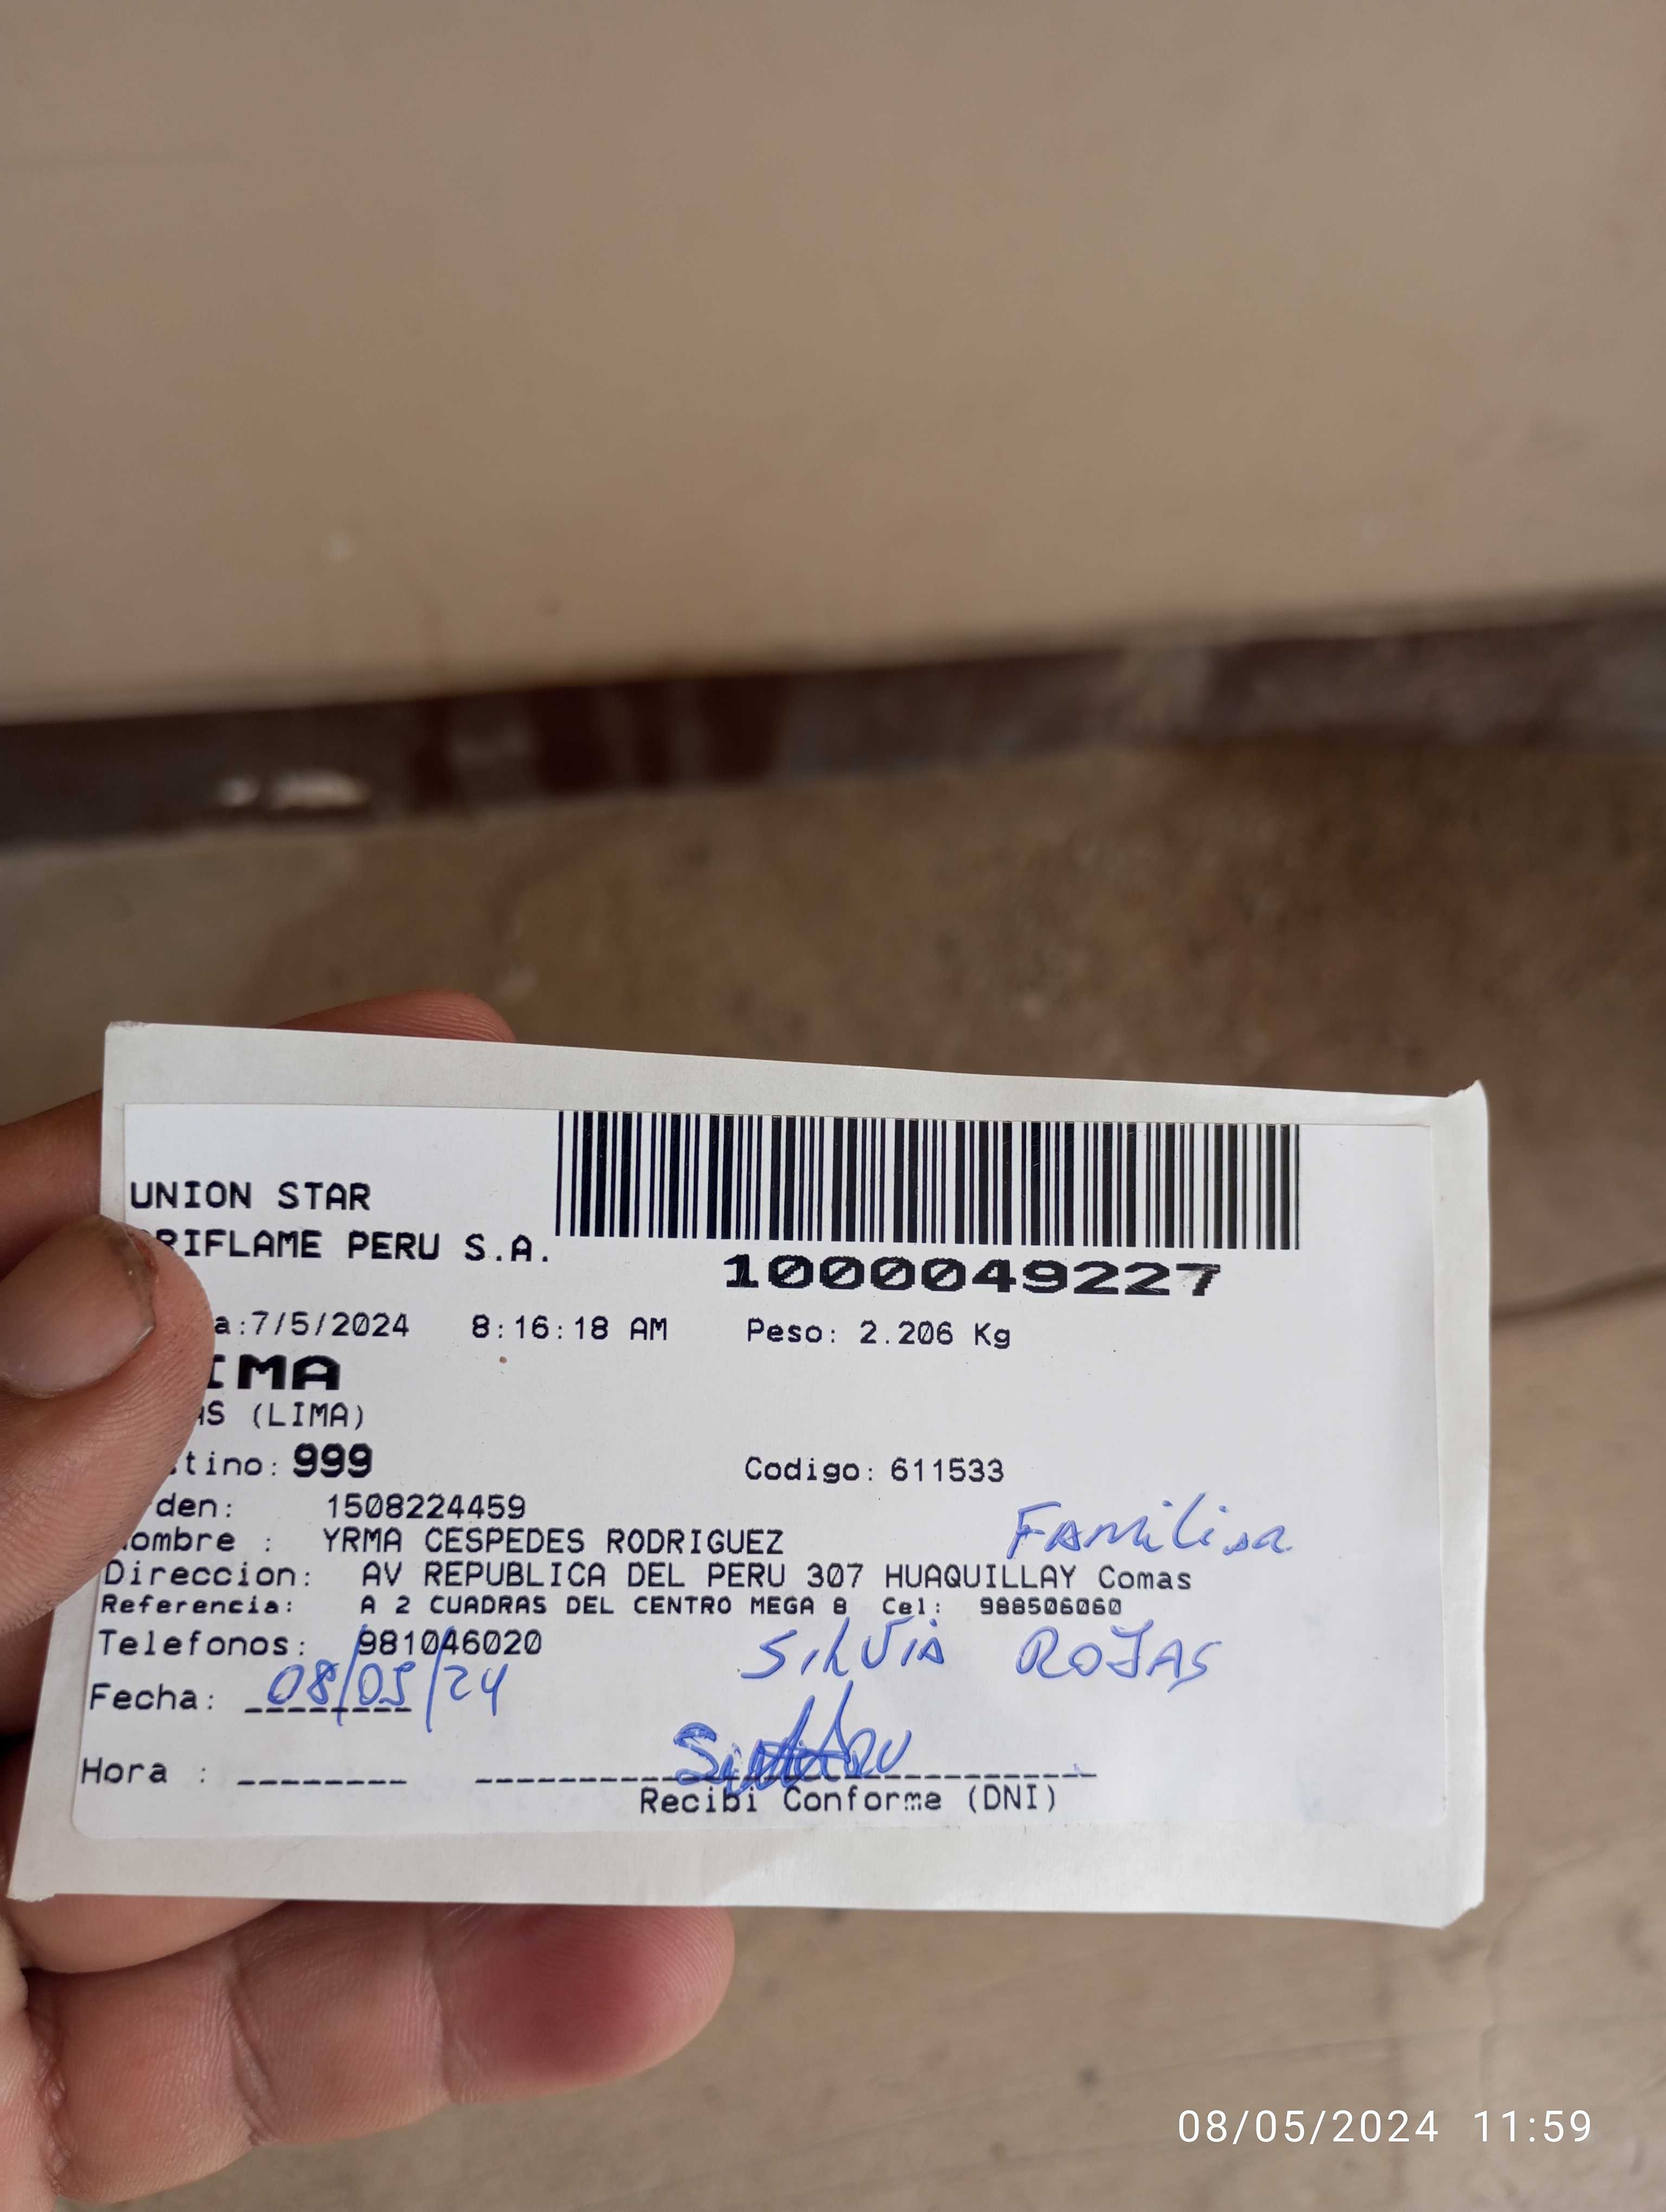 UNION STAR
RIFLAME PERU S.A.
1000049227
a:7/5/2024 8:16:18 AM Peso: 2.206 Kg
IMA
AS (LIMA)
tino: 999 Codigo: 611533
den: 1508224459
Familisa
ombre : YRMA CESPEDES RODRIGUEZ
Direccion: AV REPUBLICA DEL PERU 307 HUAQUILLAY Comas
Referencia: A 2 CUADRAS DEL CENTRO MEGA 8 Cel: 988506060
Telefonos: 981046020
SILVIA ROJAS
Fecha: 08/05/24
Hora :
Recibi Conforme (DNI)
08/05/2024 11:59